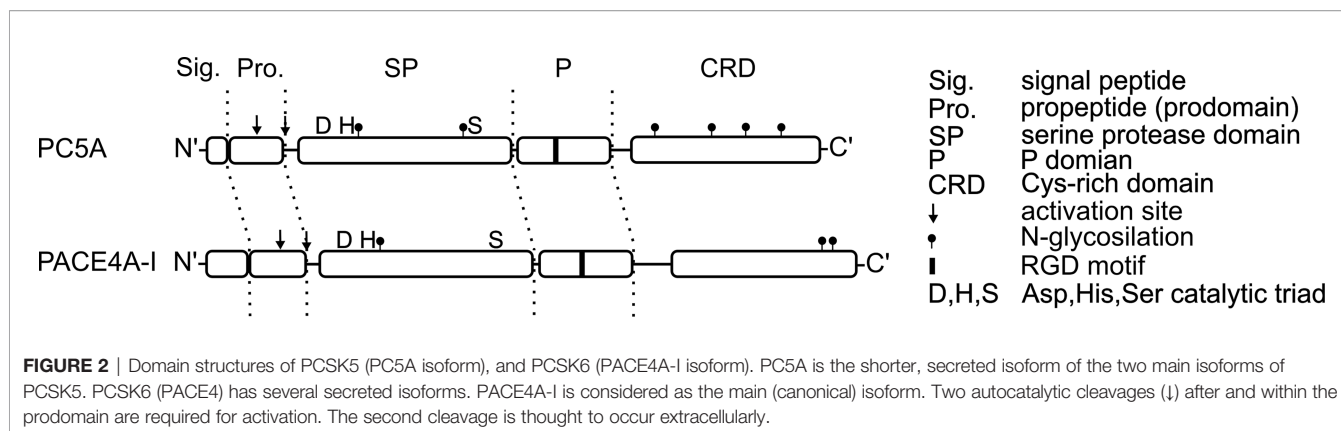 Sig. Pro. SP P CRD
D H S
PC5A N'- -C'
D H S
PACE4A-I N'- -C'
Sig. signal peptide
Pro. propeptide (prodomain)
SP serine protease domain
P P domian
CRD Cys-rich domain
↓ activation site
N-glycosilation
RGD motif
D,H,S Asp,His,Ser catalytic triad
FIGURE 2 | Domain structures of PCSK5 (PC5A isoform), and PCSK6 (PACE4A-I isoform). PC5A is the shorter, secreted isoform of the two main isoforms of
PCSK5. PCSK6 (PACE4) has several secreted isoforms. PACE4A-I is considered as the main (canonical) isoform. Two autocatalytic cleavages (↓) after and within the
prodomain are required for activation. The second cleavage is thought to occur extracellularly.